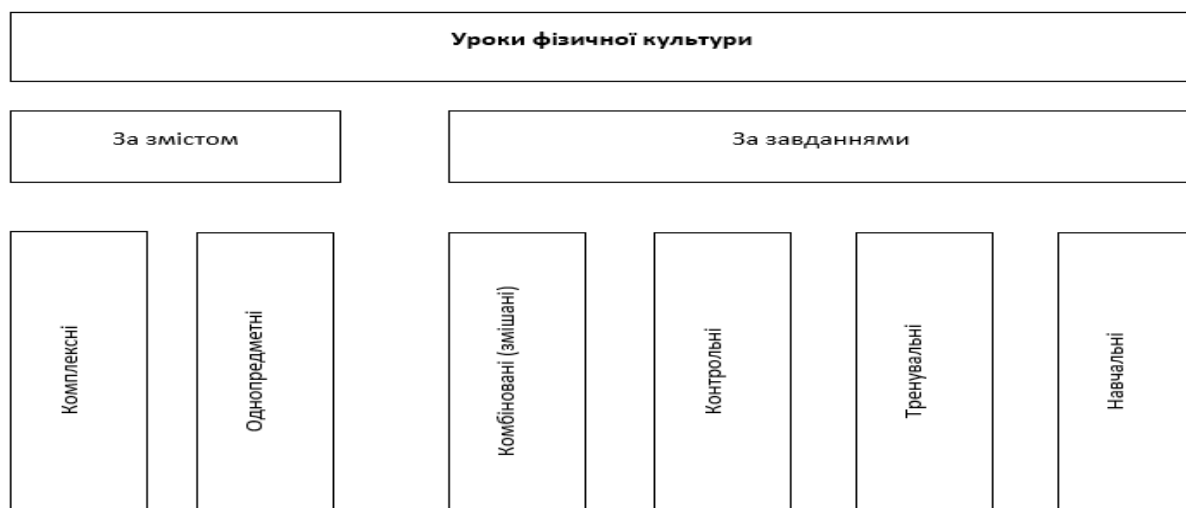 Уроки фізичної культури
За змістом
За завданнями
Комплексні
Однопредметні
Комбіновані (змішані)
Контрольні
Тренувальні
Навчальні